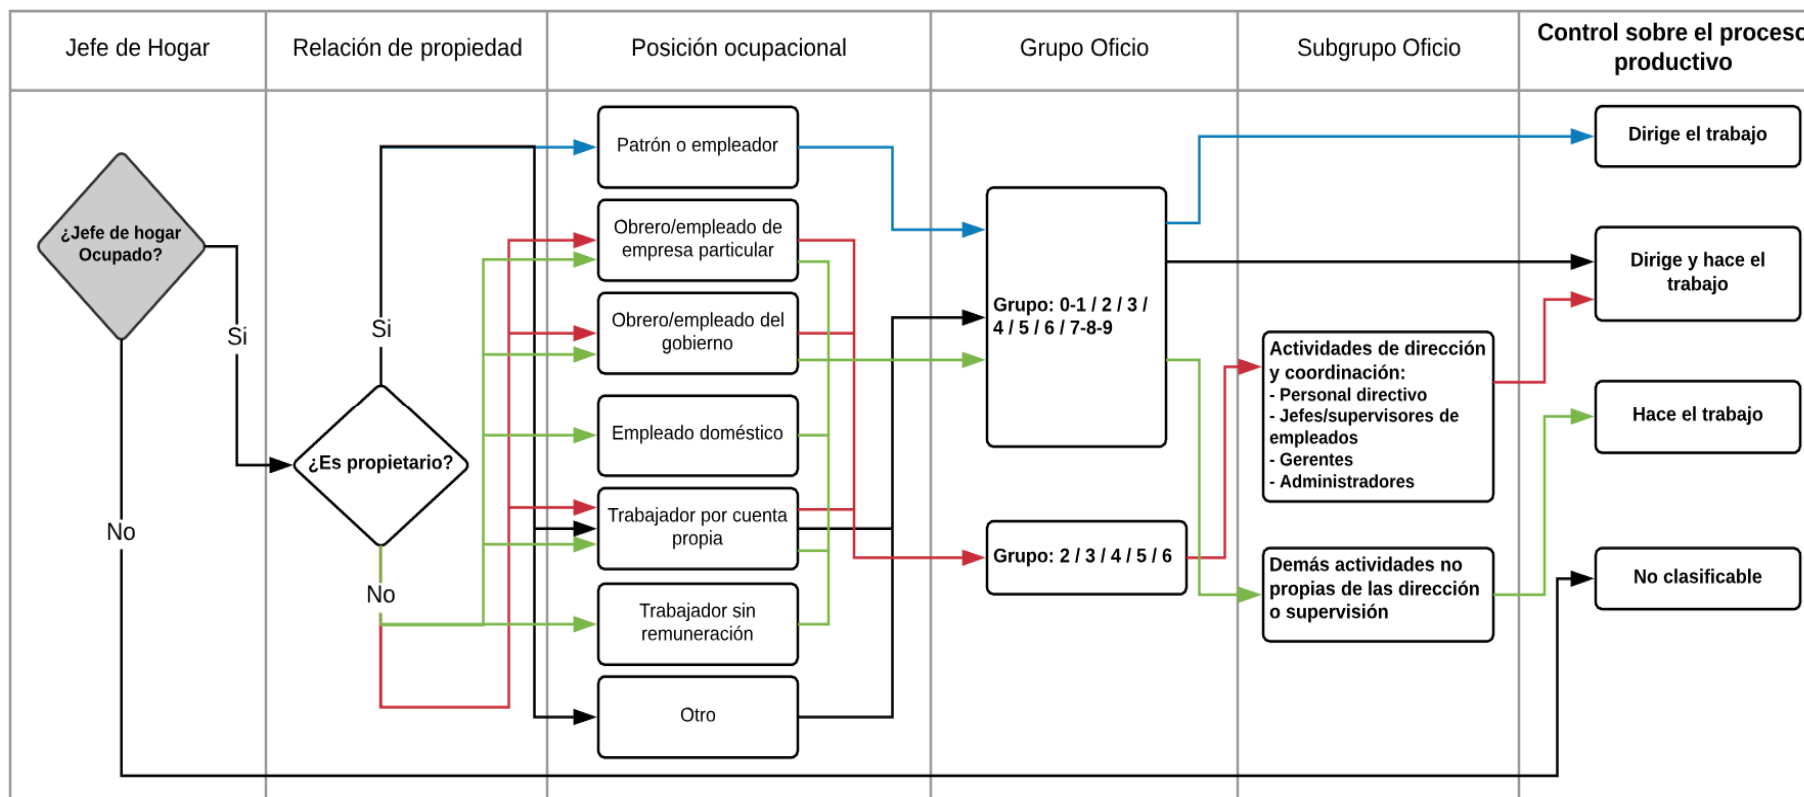 Jefe de Hogar
Relación de propiedad
Posición ocupacional
Grupo Oficio
Subgrupo Oficio
Control sobre el proceso
productivo
¿Jefe de hogar
Ocupado?
Si
No
¿Es propietario?
Si
No
Patrón o empleador
Obrero/empleado de
empresa particular
Obrero/empleado del
gobierno
Empleado doméstico
Trabajador por cuenta
propia
Trabajador sin
remuneración
Otro
Grupo: 0-1 / 2 / 3 /
4 / 5 / 6 / 7-8-9
Grupo: 2 / 3 / 4 / 5 / 6
Actividades de dirección
y coordinación:
- Personal directivo
- Jefes/supervisores de
empleados
- Gerentes
- Administradores
Demás actividades no
propias de las dirección
o supervisión
Dirige el trabajo
Dirige y hace el
trabajo
Hace el trabajo
No clasificable